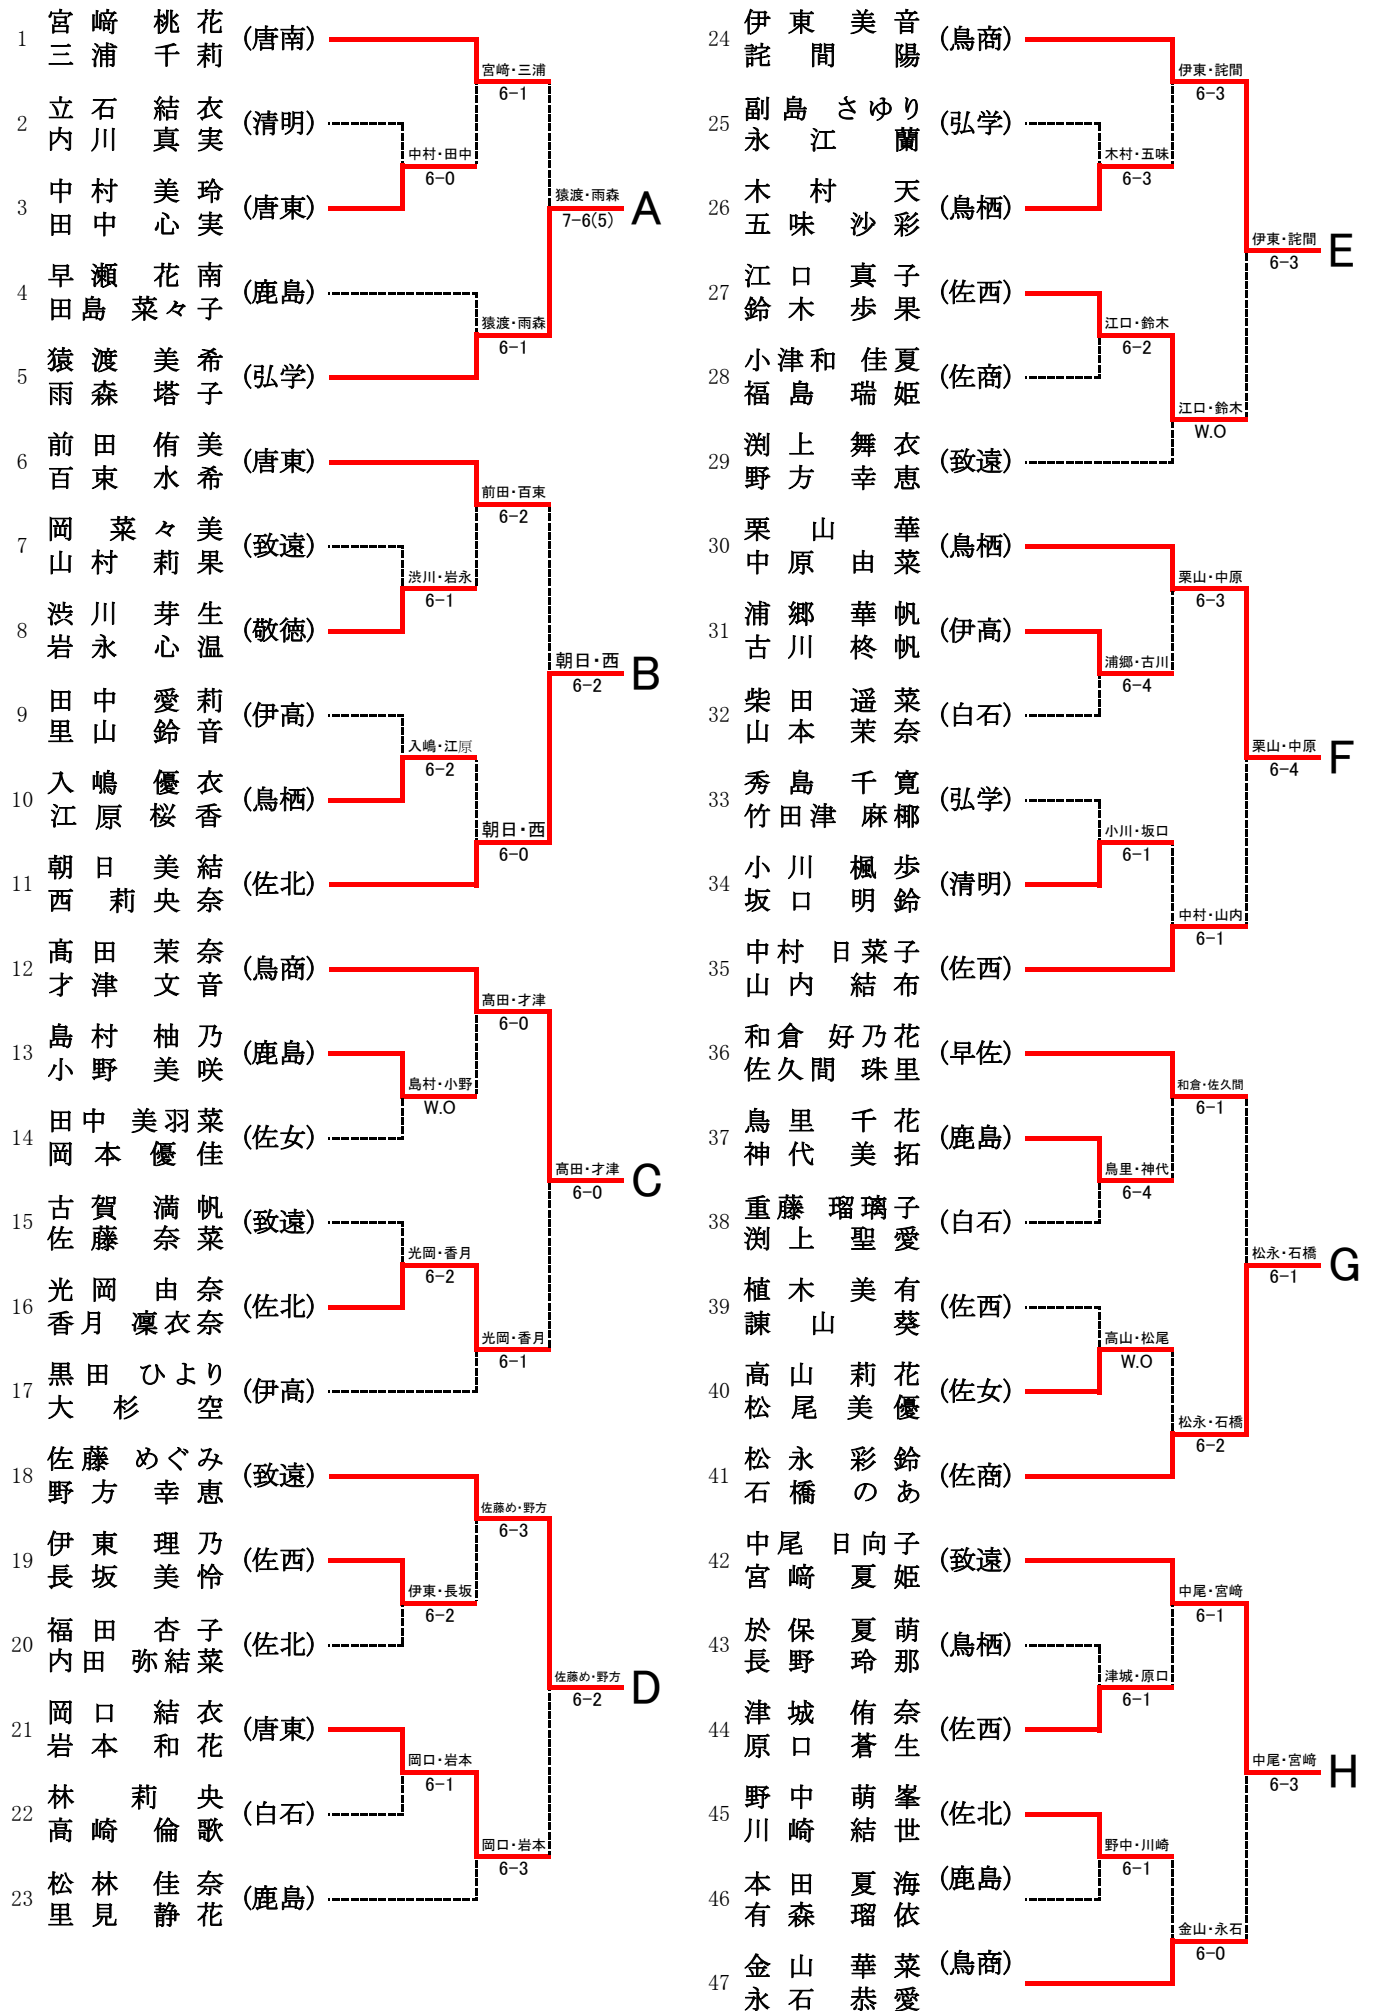 1 宮﨑 桃花 (唐南)
三浦 千莉
宮﨑・三浦
6-1
2 立石 結衣 (清明)
内川 真実
中村・田中
6-0
3 中村 美玲 (唐東)
田中 心実
猿渡・雨森 A
7-6(5)
4 早瀬 花南 (鹿島)
田島 菜々子
猿渡・雨森
6-1
5 猿渡 美希 (弘学)
雨森 塔子
6 前田 侑美 (唐東)
百東 水希
前田・百東
6-2
7 岡 菜々美 (致遠)
山村 莉果
渋川・岩永
6-1
8 渋川 芽生 (敬徳)
岩永 心温
朝日・西 B
6-2
9 田中 愛莉 (伊高)
里山 鈴音
入嶋・江原
6-2
10 入嶋 優衣 (鳥栖)
江原 桜香
朝日・西
6-0
11 朝日 美結 (佐北)
西 莉央奈
12 髙田 茉奈 (鳥商)
才津 文音
髙田・才津
6-0
13 島村 柚乃 (鹿島)
小野 美咲
島村・小野
W.O
14 田中 美羽菜 (佐女)
岡本 優佳
髙田・才津 C
6-0
15 古賀 満帆 (致遠)
佐藤 奈菜
光岡・香月
6-2
16 光岡 由奈 (佐北)
香月 凜衣奈
光岡・香月
6-1
17 黒田 ひより (伊高)
大杉 空
18 佐藤 めぐみ (致遠)
野方 幸恵
佐藤め・野方
6-3
19 伊東 理乃 (佐西)
長坂 美怜
伊東・長坂
6-2
20 福田 杏子 (佐北)
内田 弥結菜
佐藤め・野方 D
6-2
21 岡口 結衣 (唐東)
岩本 和花
岡口・岩本
6-1
22 林 莉央 (白石)
高崎 倫歌
岡口・岩本
6-3
23 松林 佳奈 (鹿島)
里見 静花
24 伊東 美音 (鳥商)
詫間 陽
伊東・詫間
6-3
25 副島 さゆり (弘学)
永江 蘭
木村・五味
6-3
26 木村 天 (鳥栖)
五味 沙彩
伊東・詫間 E
6-3
27 江口 真子 (佐西)
鈴木 歩果
江口・鈴木
6-2
28 小津和 佳夏 (佐商)
福島 瑞姫
江口・鈴木
W.O
29 渕上 舞衣 (致遠)
野方 幸恵
30 栗山 華 (鳥栖)
中原 由菜
栗山・中原
6-3
31 浦郷 華帆 (伊高)
古川 柊帆
浦郷・古川
6-4
32 柴田 遥菜 (白石)
山本 茉奈
栗山・中原 F
6-4
33 秀島 千寛 (弘学)
竹田津 麻椰
小川・坂口
6-1
34 小川 楓歩 (清明)
坂口 明鈴
中村・山内
6-1
35 中村 日菜子 (佐西)
山内 結布
36 和倉 好乃花 (早佐)
佐久間 珠里
和倉・佐久間
6-1
37 鳥里 千花 (鹿島)
神代 美拓
鳥里・神代
6-4
38 重藤 瑠璃子 (白石)
渕上 聖愛
松永・石橋 G
6-1
39 植木 美有 (佐西)
諌山 葵
高山・松尾
W.O
40 高山 莉花 (佐女)
松尾 美優
松永・石橋
6-2
41 松永 彩鈴 (佐商)
石橋 のあ
42 中尾 日向子 (致遠)
宮﨑 夏姫
中尾・宮﨑
6-1
43 於保 夏萌 (鳥栖)
長野 玲那
津城・原口
6-1
44 津城 侑奈 (佐西)
原口 蒼生
中尾・宮﨑 H
6-3
45 野中 萌峯 (佐北)
川崎 結世
野中・川崎
6-1
46 本田 夏海 (鹿島)
有森 瑠依
金山・永石
6-0
47 金山 華菜 (鳥商)
永石 恭愛